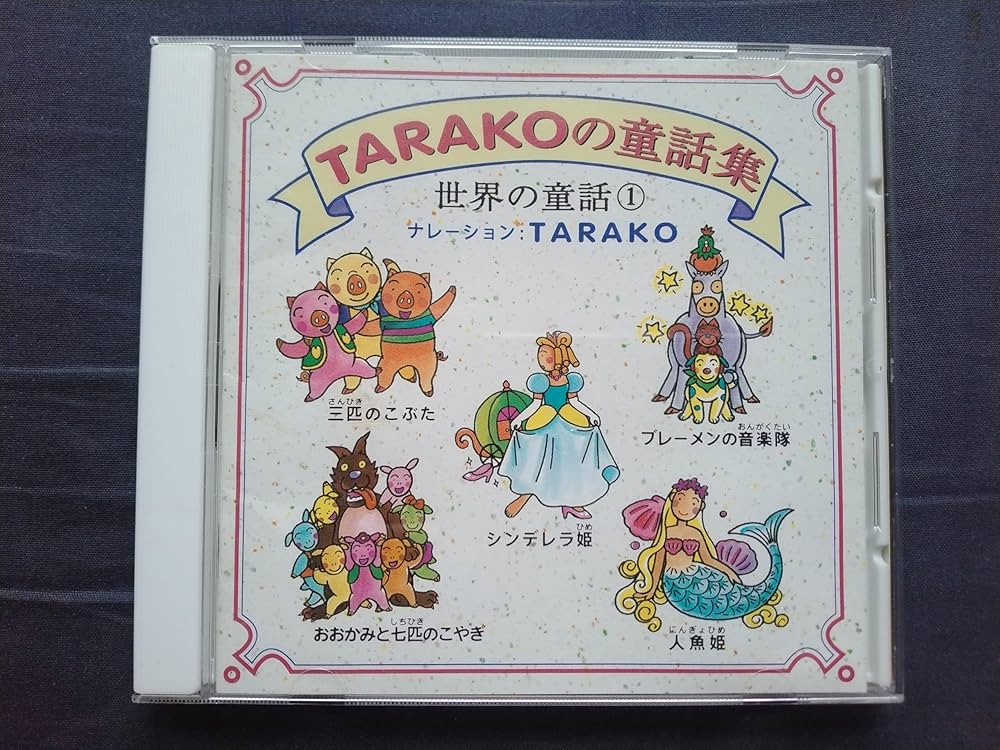 TARAKOの童話集
世界の童話①
ナレーション:TARAKO
さんびき
三匹のこぶた
おんがくたい
ブレーメンの音楽隊
ひめ
シンデレラ姫
しちひき
おおかみと七匹のこやぎ
にんぎょひめ
人魚姫